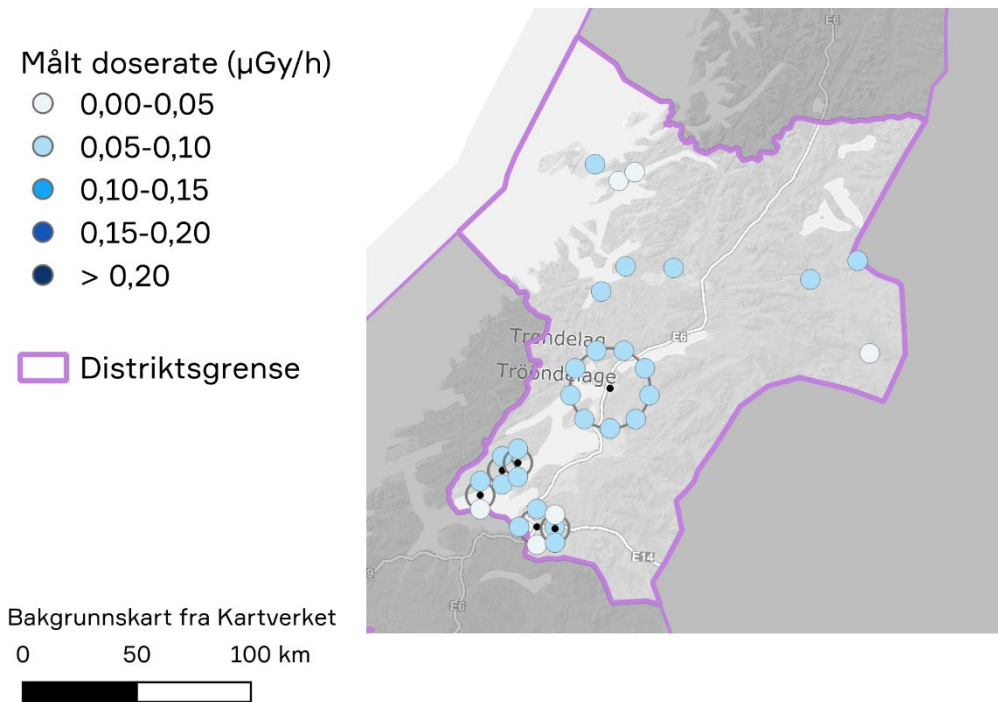 Målt doserate (µGy/h)
0,00-0,05
0,05-0,10
0,10-0,15
0,15-0,20
> 0,20
Distriktsgrense
Bakgrunnskart fra Kartverket
0 50 100 km
E6
E6
Trøndelag
Tröondelage
E14
E6